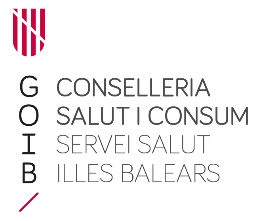 G CONSELLERIA
O SALUT I CONSUM
I SERVEI SALUT
B ILLES BALEARS